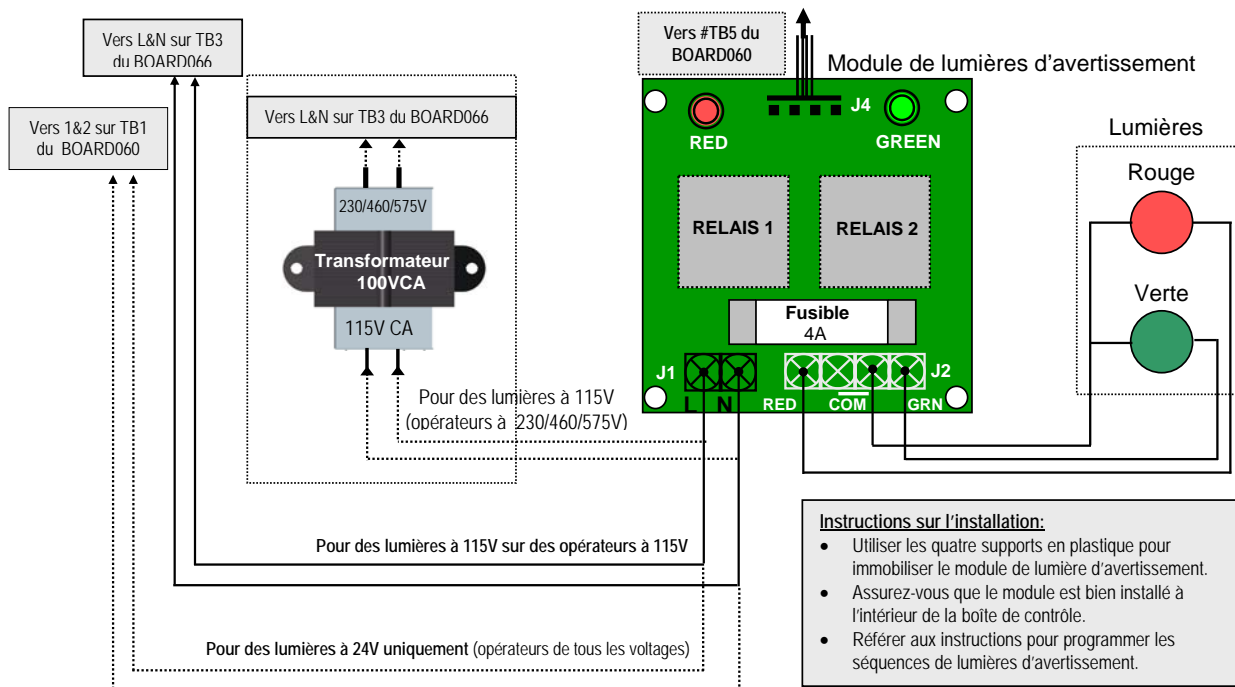 Vers L&N sur TB3
du BOARD066
Vers 1&2 sur TB1
du BOARD060
Vers L&N sur TB3 du BOARD066
230/460/575V
Transformateur
100VCA
115V CA
Pour des lumières à 115V
(opérateurs à 230/460/575V)
Vers #TB5 du
BOARD060
Module de lumières d'avertissement
J4
RED
GREEN
RELAIS 1
RELAIS 2
Fusible
4A
J1
L N
J2
RED
COM
GRN
Lumières
Rouge
Verte
Pour des lumières à 115V sur des opérateurs à 115V
Pour des lumières à 24V uniquement (opérateurs de tous les voltages)
Instructions sur l'installation:
• Utiliser les quatre supports en plastique pour
immobiliser le module de lumière d'avertissement.
• Assurez-vous que le module est bien installé à
l'intérieur de la boîte de contrôle.
• Référer aux instructions pour programmer les
séquences de lumières d'avertissement.